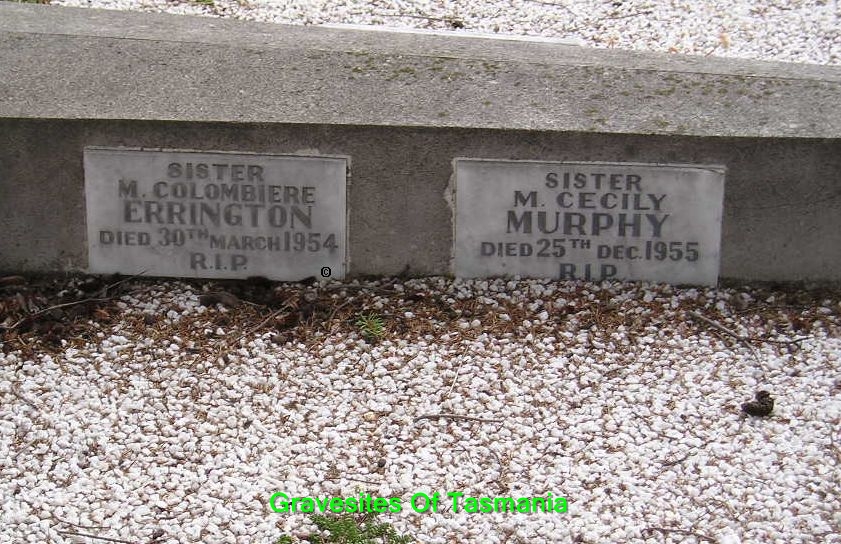 SISTER
M. COLOMBIERE
ERRINGTON
DIED 30TH MARCH 1954
R.I.P.
©
SISTER
M. CECILY
MURPHY
DIED 25TH DEC. 1955
R.I.P.
Gravesites Of Tasmania